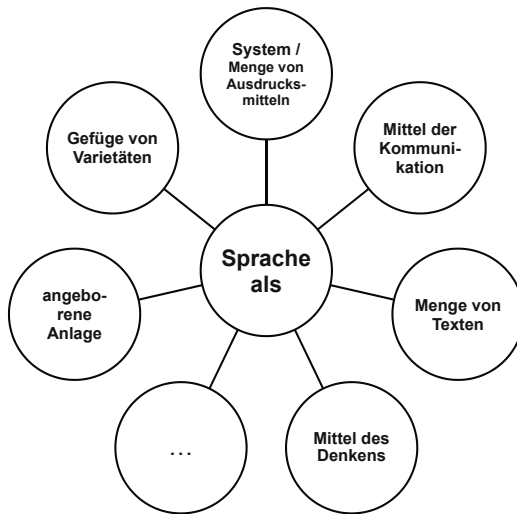 System /
Menge von
Ausdrucks-
mitteln
Mittel der
Kommuni-
kation
Menge von
Texten
Mittel des
Denkens
...
angebo-
rene
Anlage
Gefüge von
Varietäten
Sprache
als